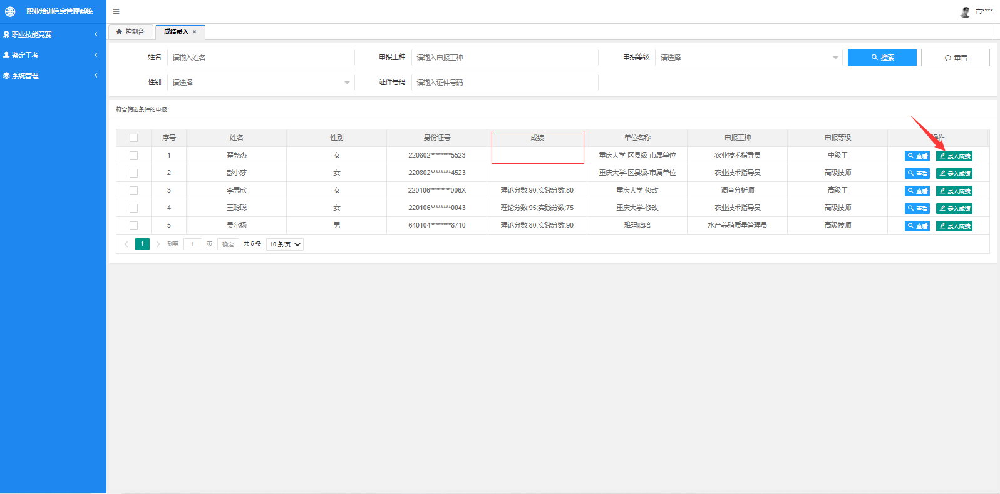 职业培训信息管理系统
市****
职业技能竞赛
鉴定工考
系统管理
控制台 成绩录入
姓名: 请输入姓名 申报工种: 请输入申报工种 申报等级: 请选择 搜索 重置
性别: 请选择 证件号码: 请输入证件号码
符合筛选条件的申报:
序号 姓名 性别 身份证号 成绩 单位名称 申报工种 申报等级 操作
1 翟尧杰 女 220802********5523 重庆大学-区县级-市属单位 农业技术指导员 中级工 查看 录入成绩
2 彭小莎 女 220802********4523 重庆大学-区县级-市属单位 农业技术指导员 高级技师 查看 录入成绩
3 李思欣 女 220106********006X 理论分数:90;实践分数:80 重庆大学-修改 调查分析师 高级工 查看 录入成绩
4 王聪聪 女 220106********0043 理论分数:95;实践分数:75 重庆大学-修改 农业技术指导员 高级技师 查看 录入成绩
5 吴尔扬 男 640104********8710 理论分数:80;实践分数:90 雅玛哈哈 水产养殖质量管理员 高级技师 查看 录入成绩
1 到第 1 页 确定 共 5 条 10 条/页